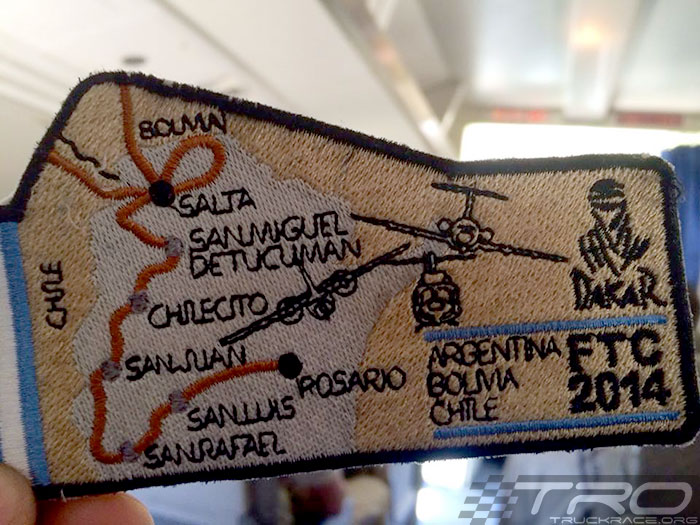 BOLIVIA
SALTA
SAN MIGUEL
DE TUCUMAN
CHILE
CHILECITO
SAN JUAN
ROSARIO
SAN LUIS
SAN RAFAEL
DAKAR
ARGENTINA
BOLIVIA
CHILE
FTC
2014
TRO
TRUCKRACE.ORG